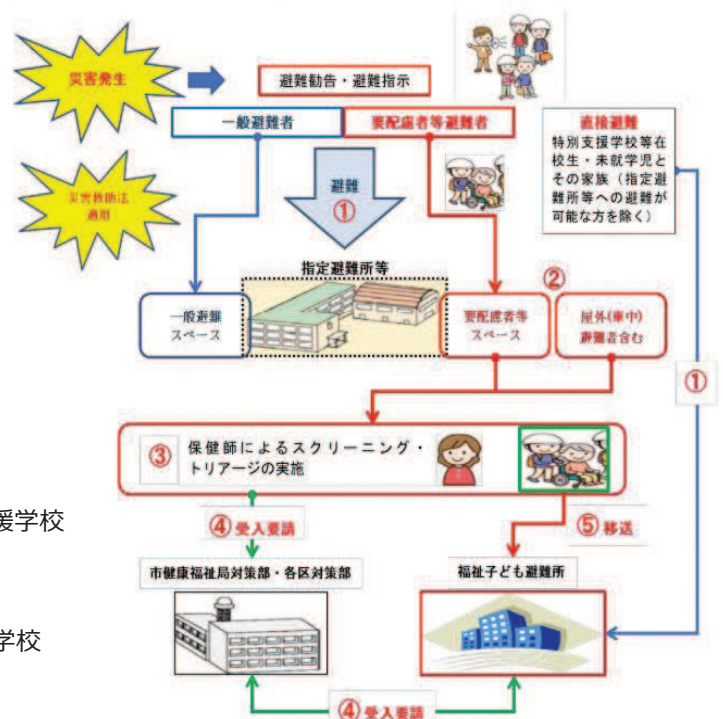 災害発生
避難勧告・避難指示
一般避難者
要配慮者等避難者
直接避難
特別支援学校等在
校生・未就学児と
その家族（指定避
難所等への避難が
可能な方を除く）
災害救助法
適用
避難
①
指定避難所等
一般避難
スペース
要配慮者等
スペース
②
屋外(車中)
避難者含む
①
③
保健師によるスクリーニング・
トリアージの実施
援学校
④受入要請
⑤移送
市健康福祉局対策部・各区対策部
福祉子ども避難所
学校
④受入要請